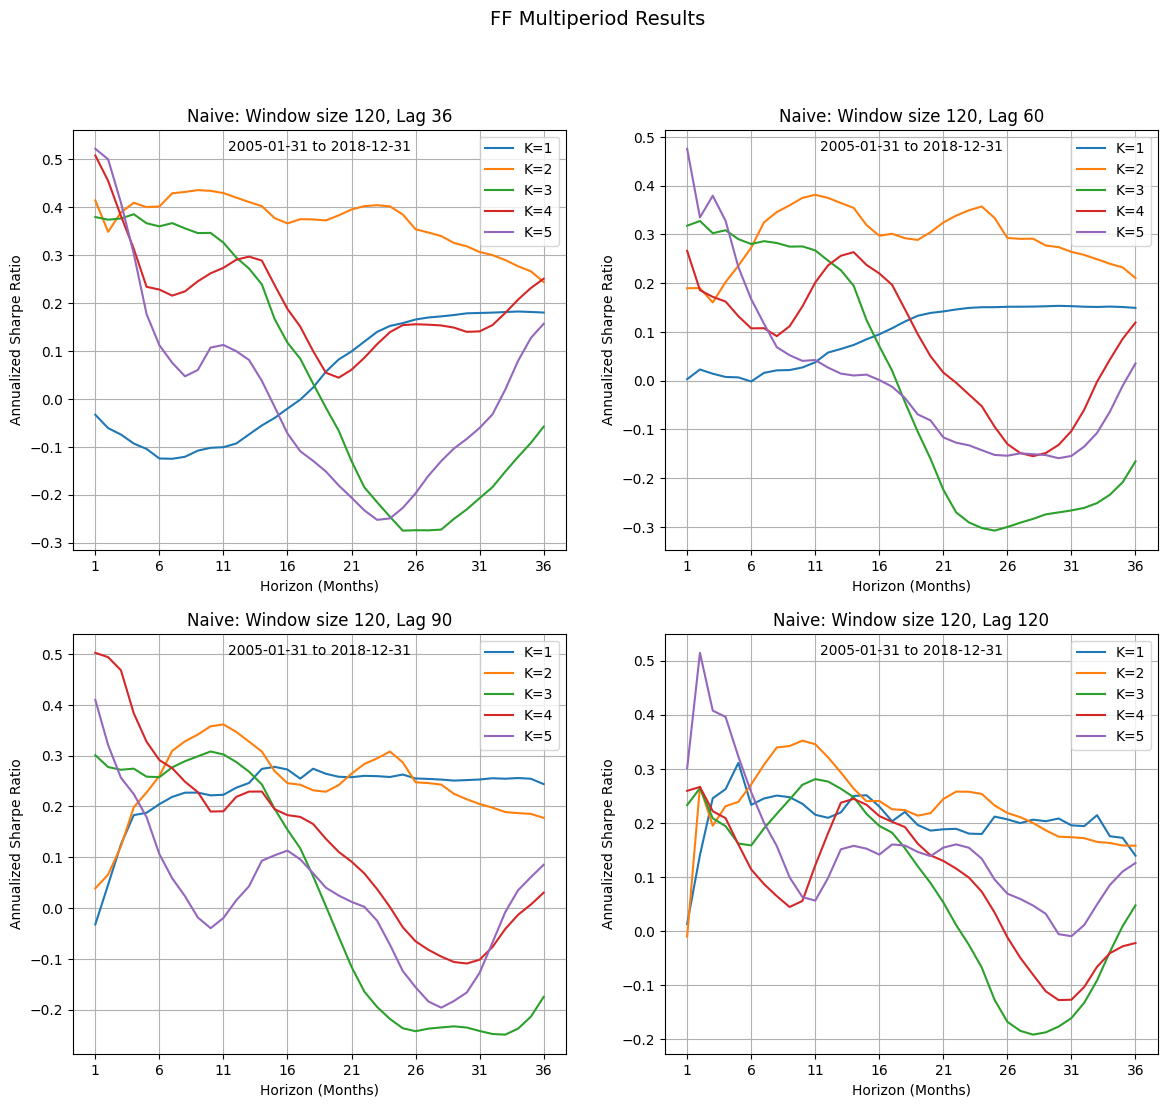 FF Multiperiod Results
Naive: Window size 120, Lag 36
2005-01-31 to 2018-12-31
K=1
K=2
K=3
K=4
K=5
Annualized Sharpe Ratio
0.5
0.4
0.3
0.2
0.1
0.0
−0.1
−0.2
−0.3
1 6 11 16 21 26 31 36
Horizon (Months)
Naive: Window size 120, Lag 60
2005-01-31 to 2018-12-31
K=1
K=2
K=3
K=4
K=5
Annualized Sharpe Ratio
0.5
0.4
0.3
0.2
0.1
0.0
−0.1
−0.2
−0.3
1 6 11 16 21 26 31 36
Horizon (Months)
Naive: Window size 120, Lag 90
2005-01-31 to 2018-12-31
K=1
K=2
K=3
K=4
K=5
Annualized Sharpe Ratio
0.5
0.4
0.3
0.2
0.1
0.0
−0.1
−0.2
1 6 11 16 21 26 31 36
Horizon (Months)
Naive: Window size 120, Lag 120
2005-01-31 to 2018-12-31
K=1
K=2
K=3
K=4
K=5
Annualized Sharpe Ratio
0.5
0.4
0.3
0.2
0.1
0.0
−0.1
−0.2
1 6 11 16 21 26 31 36
Horizon (Months)